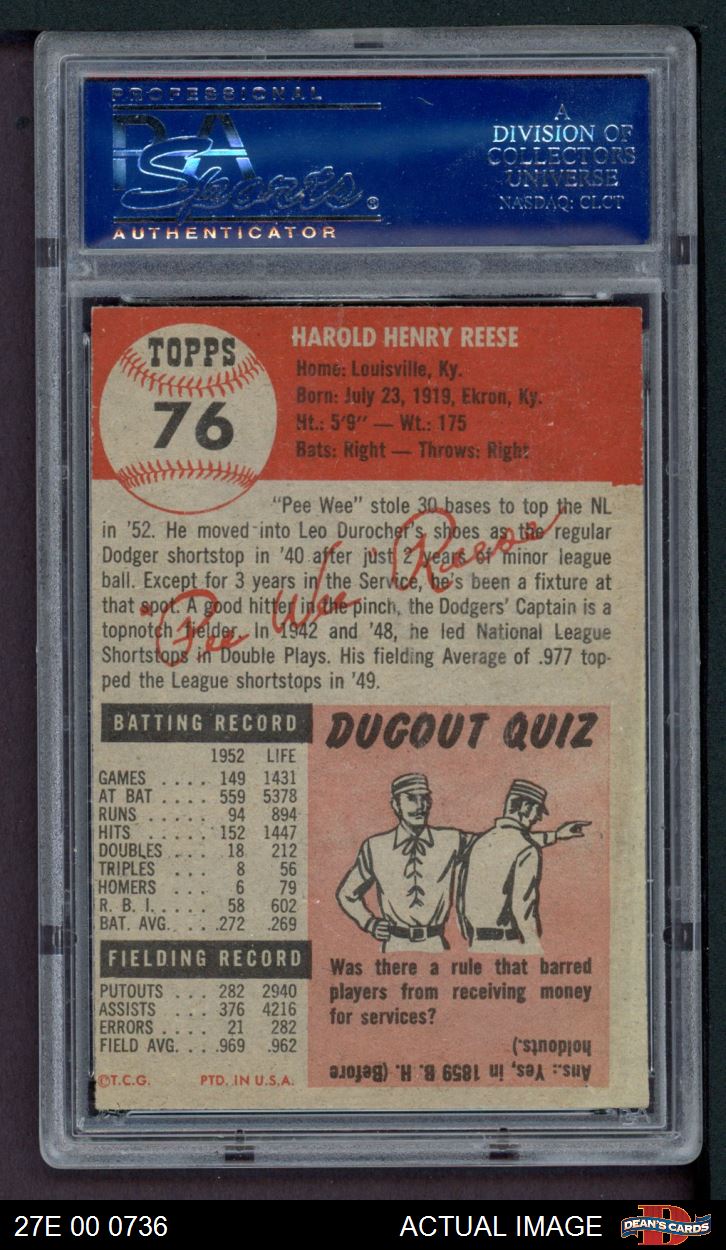 PROFESSIONAL
PSA
Sports®
AUTHENTICATOR
A
DIVISION OF
COLLECTORS
UNIVERSE
NASDAQ: CLCT
TOPPS
76
HAROLD HENRY REESE
Home: Louisville, Ky.
Born: July 23, 1919, Ekron, Ky.
Ht.: 5'9" — Wt.: 175
Bats: Right — Throws: Right
"Pee Wee" stole 30 bases to top the NL
in '52. He moved into Leo Durocher's shoes as the regular
Dodger shortstop in '40 after just 2 years of minor league
ball. Except for 3 years in the Service, he's been a fixture at
that spot. A good hitter in the pinch, the Dodgers' Captain is a
topnotch fielder. In 1942 and '48, he led National League
Shortstops in Double Plays. His fielding Average of .977 top-
ped the League shortstops in '49.
"Pee Wee" Reese
BATTING RECORD
1952 LIFE
GAMES .... 149 1431
AT BAT .... 559 5378
RUNS .... 94 894
HITS .... 152 1447
DOUBLES ... 18 212
TRIPLES ... 8 56
HOMERS ... 6 79
R. B. I. .... 58 602
BAT. AVG. . .272 .269
FIELDING RECORD
PUTOUTS ... 282 2940
ASSISTS ... 376 4216
ERRORS .... 21 282
FIELD AVG. ... .969 .962
©T.C.G. PTD. IN U.S.A.
DUGOUT QUIZ
Was there a rule that barred
players from receiving money
for services?
Ans.: Yes, in 1859 B. H. (Before
holdouts.)
27E 00 0736
ACTUAL IMAGE
D
DEAN'S CARDS